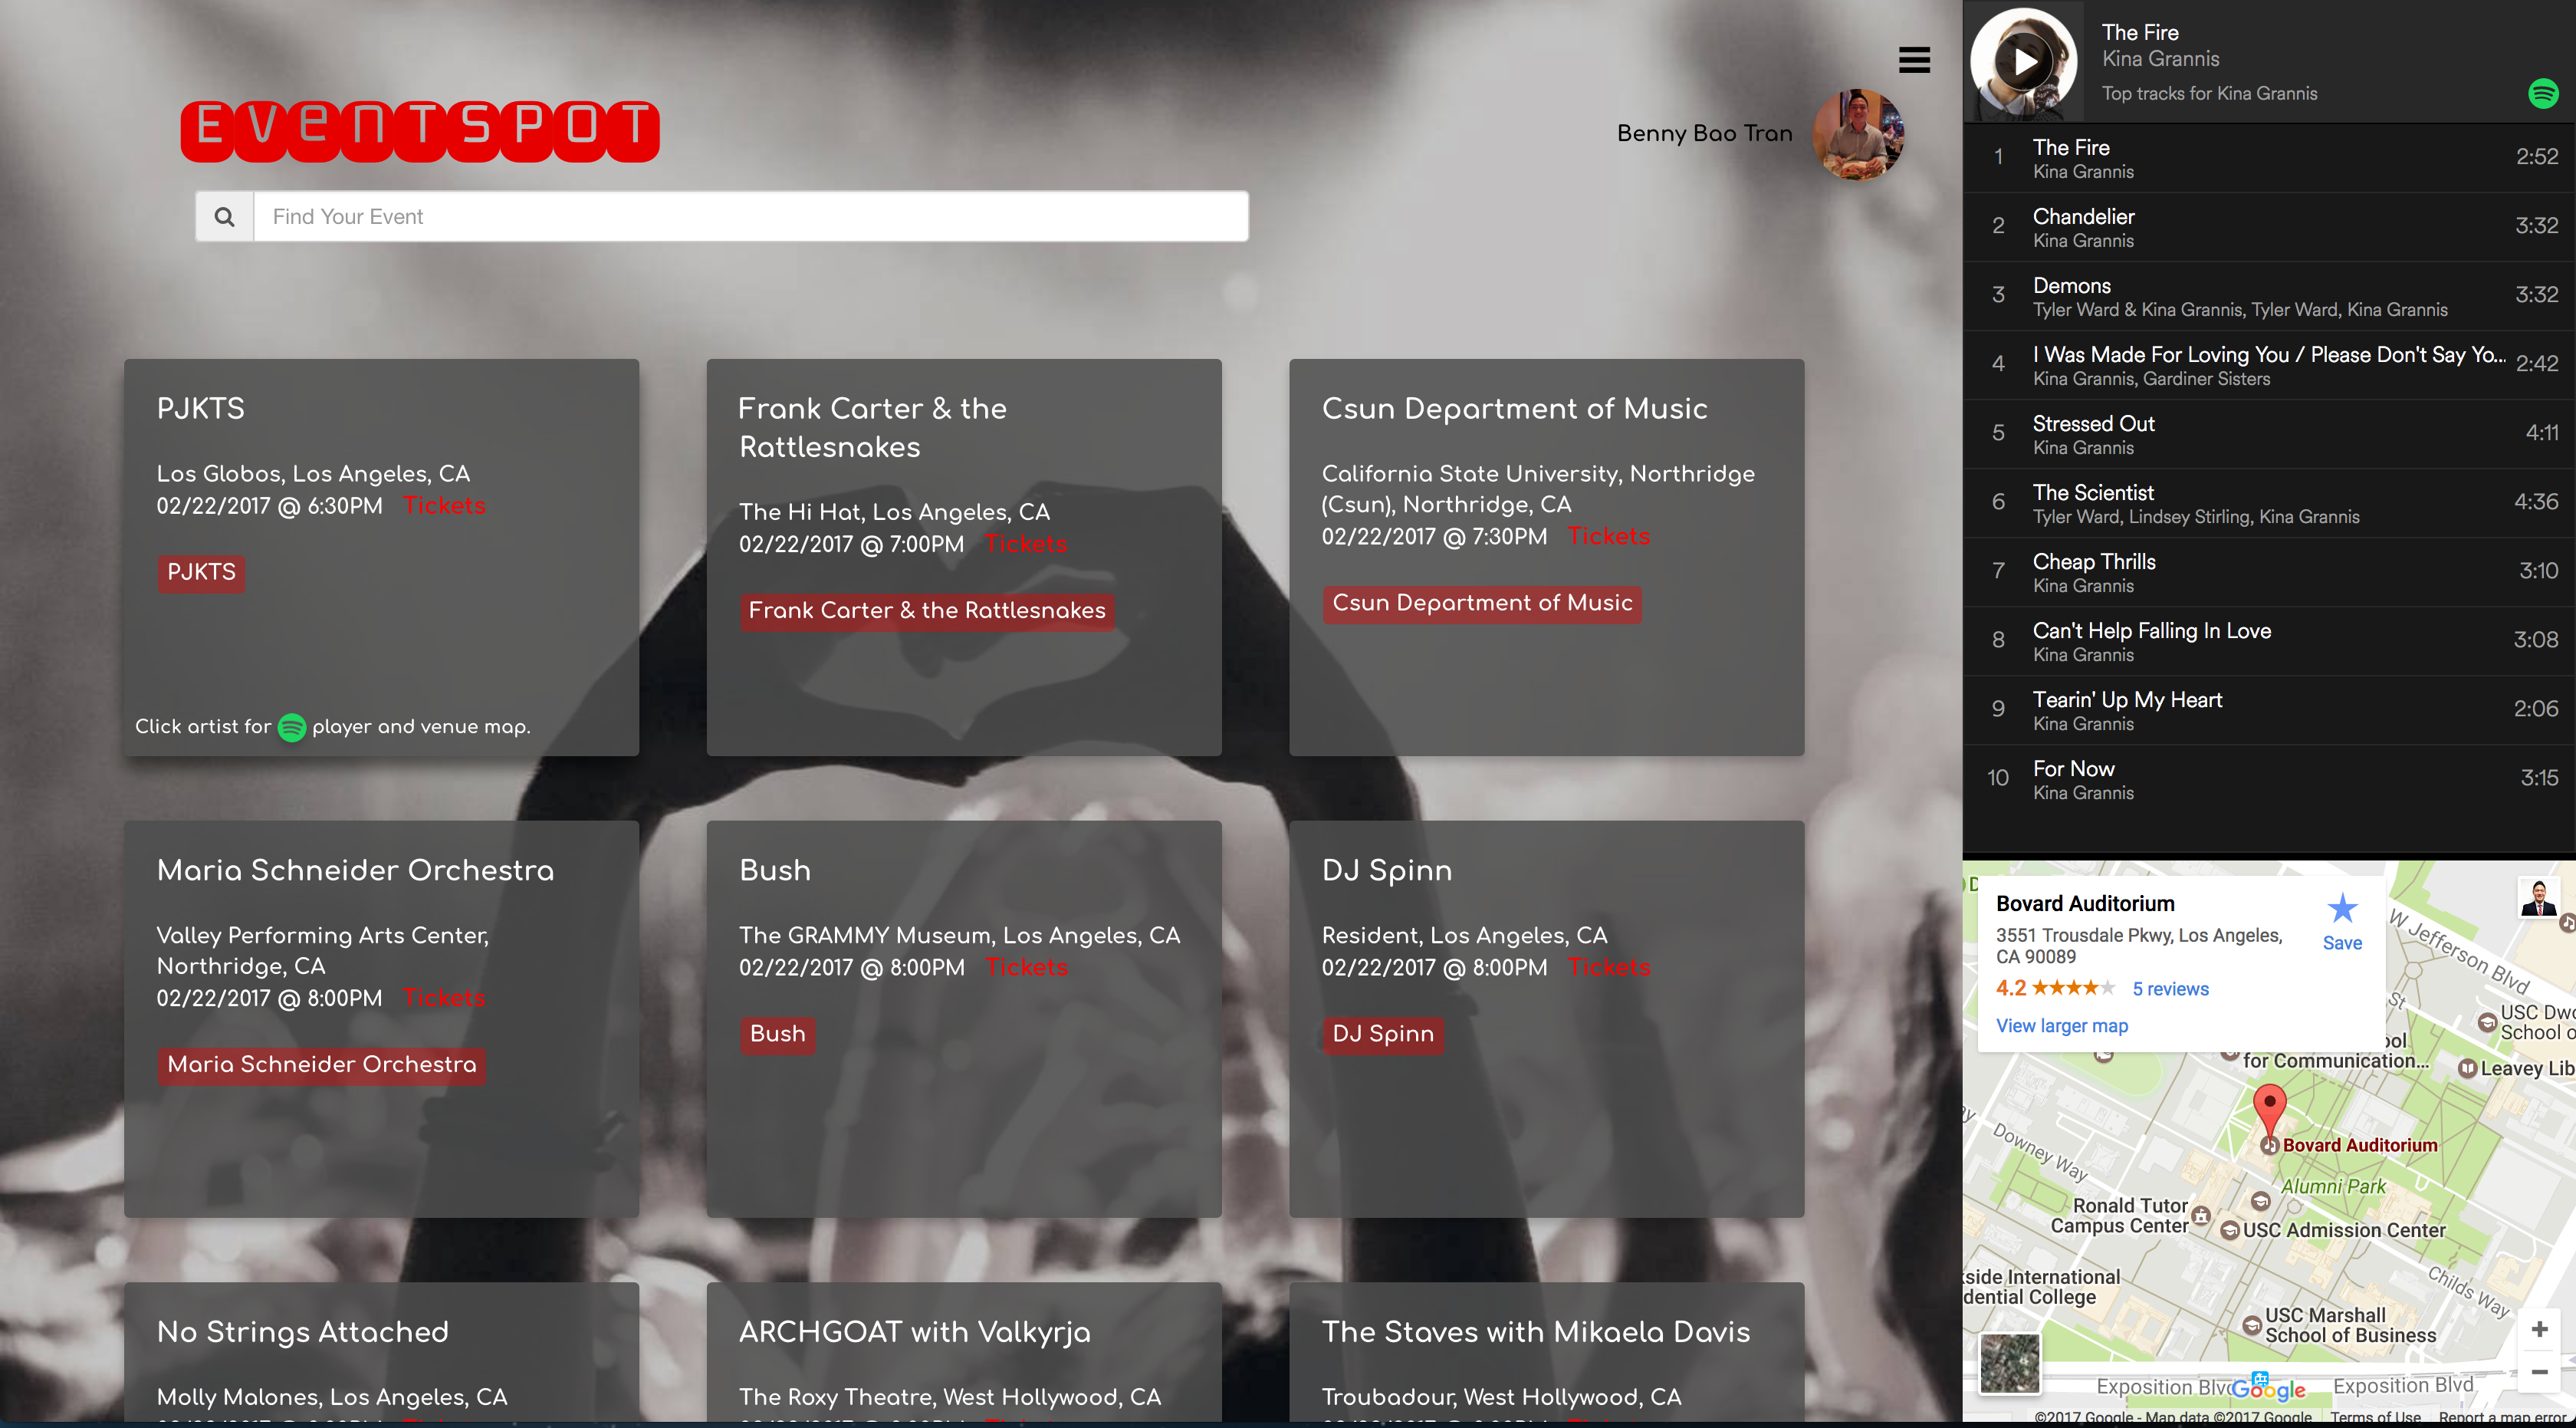 EVeNTSPOT
Benny Bao Tran
Find Your Event
PJKTS
Los Globos, Los Angeles, CA
02/22/2017 @ 6:30PM Tickets
PJKTS
Click artist for player and venue map.
Frank Carter & the
Rattlesnakes
The Hi Hat, Los Angeles, CA
02/22/2017 @ 7:00PM Tickets
Frank Carter & the Rattlesnakes
Csun Department of Music
California State University, Northridge
(Csun), Northridge, CA
02/22/2017 @ 7:30PM Tickets
Csun Department of Music
Maria Schneider Orchestra
Valley Performing Arts Center,
Northridge, CA
02/22/2017 @ 8:00PM Tickets
Maria Schneider Orchestra
Bush
The GRAMMY Museum, Los Angeles, CA
02/22/2017 @ 8:00PM Tickets
Bush
DJ Spinn
Resident, Los Angeles, CA
02/22/2017 @ 8:00PM Tickets
DJ Spinn
No Strings Attached
Molly Malones, Los Angeles, CA
ARCHGOAT with Valkyrja
The Roxy Theatre, West Hollywood, CA
The Staves with Mikaela Davis
Troubadour, West Hollywood, CA
The Fire
Kina Grannis
Top tracks for Kina Grannis
1 The Fire 2:52
Kina Grannis
2 Chandelier 3:32
Kina Grannis
3 Demons 3:32
Tyler Ward & Kina Grannis, Tyler Ward, Kina Grannis
4 I Was Made For Loving You / Please Don't Say Yo... 2:42
Kina Grannis, Gardiner Sisters
5 Stressed Out 4:11
Kina Grannis
6 The Scientist 4:36
Tyler Ward, Lindsey Stirling, Kina Grannis
7 Cheap Thrills 3:10
Kina Grannis
8 Can't Help Falling In Love 3:08
Kina Grannis
9 Tearin' Up My Heart 2:06
Kina Grannis
10 For Now 3:15
Kina Grannis
Bovard Auditorium
3551 Trousdale Pkwy, Los Angeles,
CA 90089
Save
4.2 5 reviews
View larger map
W Jefferson Blvd
St
USC Dwo
School o
ool
for Communication...
Leavey Lib
Bovard Auditorium
Downey Way
Alumni Park
Ronald Tutor
Campus Center
USC Admission Center
kside International
dential College
Childs Way
USC Marshall
School of Business
Exposition Blvd
Google
Exposition Blvd
©2017 Google - Map data ©2017 Google Terms of Use Report a map error